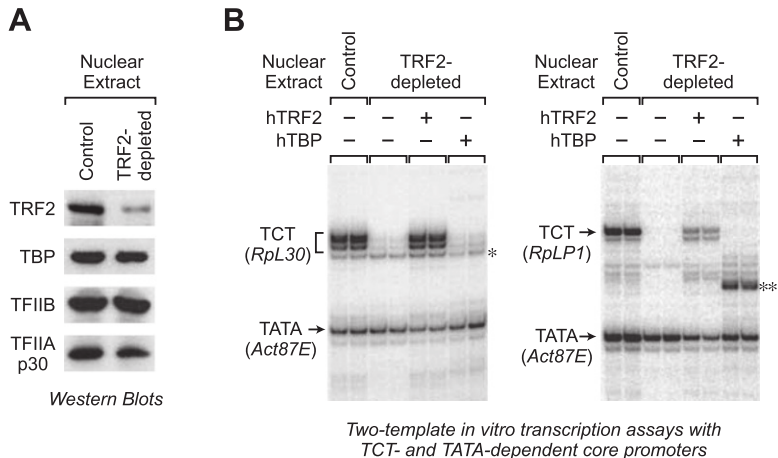 A
Nuclear
Extract
Control
TRF2-
depleted
TRF2
TBP
TFIIB
TFIIA
p30
Western Blots
B
Nuclear
Extract
Control
TRF2-
depleted
hTRF2 – – + –
hTBP – – – +
TCT
(RpL30)
*
TATA
(Act87E)
Nuclear
Extract
Control
TRF2-
depleted
hTRF2 – – + –
hTBP – – – +
TCT
(RpLP1)
**
TATA
(Act87E)
Two-template in vitro transcription assays with
TCT- and TATA-dependent core promoters